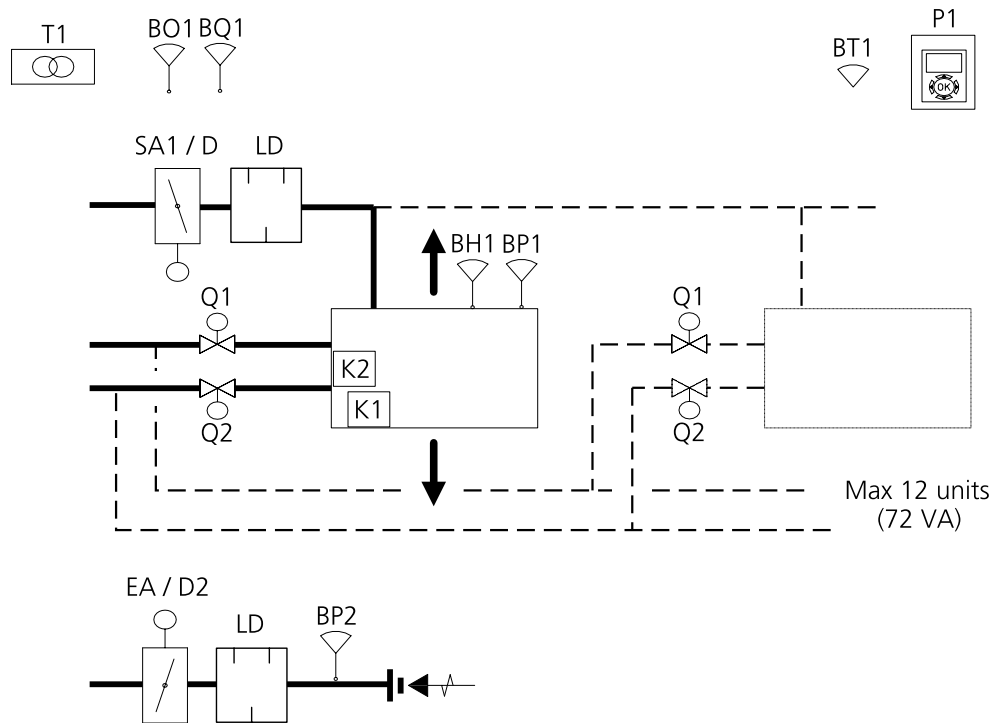 T1
BO1 BQ1
BT1
P1
OK
SA1 / D
LD
BH1 BP1
Q1
Q1
K2
K1
Q2
Q2
Max 12 units
(72 VA)
EA / D2
LD
BP2